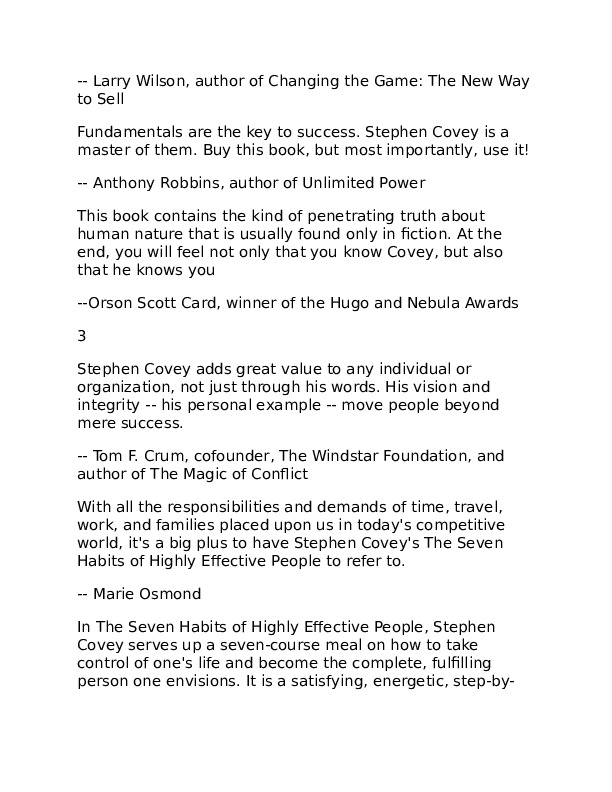 -- Larry Wilson, author of Changing the Game: The New Way
to Sell
Fundamentals are the key to success. Stephen Covey is a
master of them. Buy this book, but most importantly, use it!
-- Anthony Robbins, author of Unlimited Power
This book contains the kind of penetrating truth about
human nature that is usually found only in fiction. At the
end, you will feel not only that you know Covey, but also
that he knows you
--Orson Scott Card, winner of the Hugo and Nebula Awards
3
Stephen Covey adds great value to any individual or
organization, not just through his words. His vision and
integrity -- his personal example -- move people beyond
mere success.
-- Tom F. Crum, cofounder, The Windstar Foundation, and
author of The Magic of Conflict
With all the responsibilities and demands of time, travel,
work, and families placed upon us in today's competitive
world, it's a big plus to have Stephen Covey's The Seven
Habits of Highly Effective People to refer to.
-- Marie Osmond
In The Seven Habits of Highly Effective People, Stephen
Covey serves up a seven-course meal on how to take
control of one's life and become the complete, fulfilling
person one envisions. It is a satisfying, energetic, step-by-